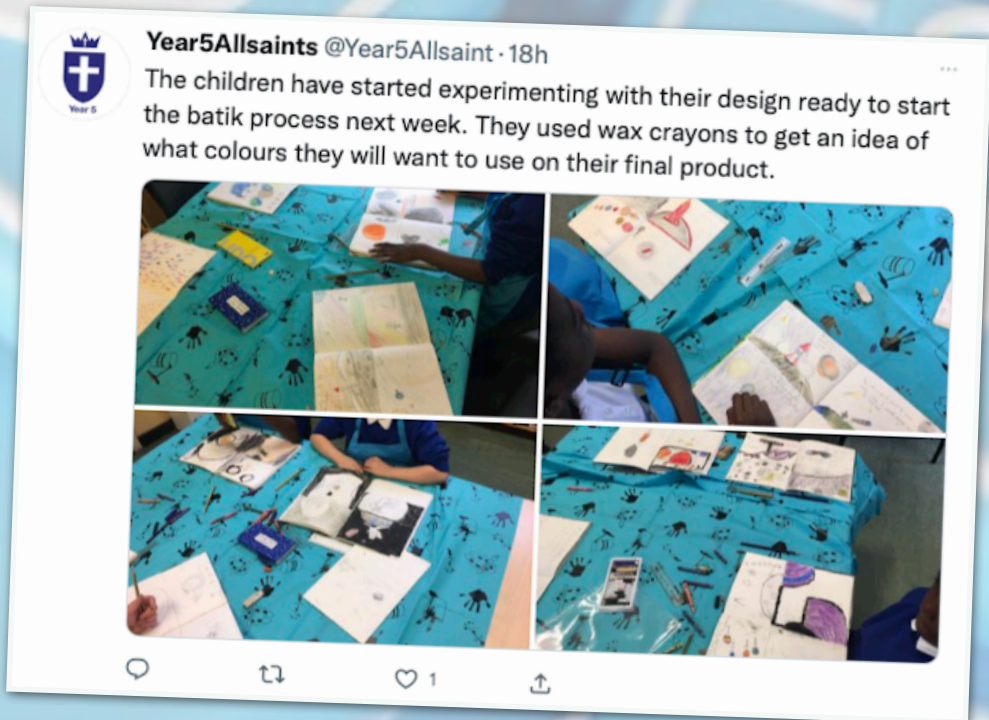 Year5Allsaints @Year5Allsaint · 18h
Year 5
The children have started experimenting with their design ready to start
the batik process next week. They used wax crayons to get an idea of
what colours they will want to use on their final product.
1